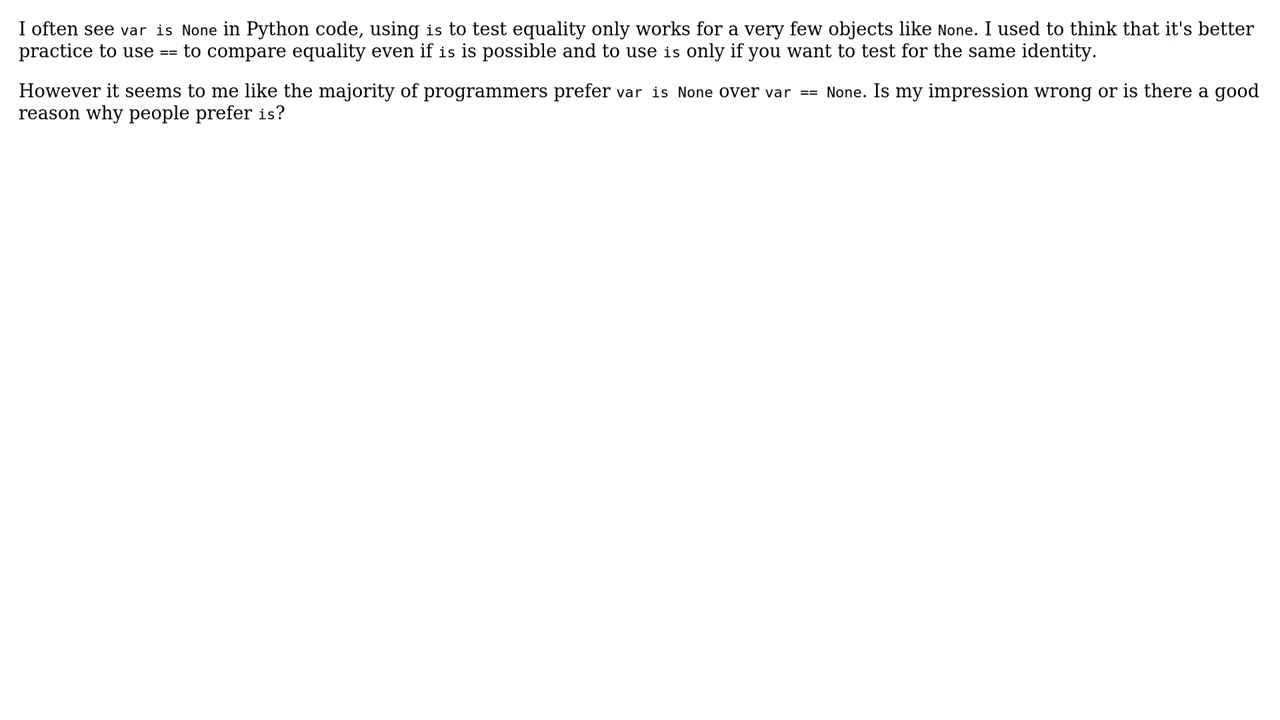 I often see var is None in Python code, using is to test equality only works for a very few objects like None. I used to think that it's better
practice to use == to compare equality even if is is possible and to use is only if you want to test for the same identity.
However it seems to me like the majority of programmers prefer var is None over var == None. Is my impression wrong or is there a good
reason why people prefer is?